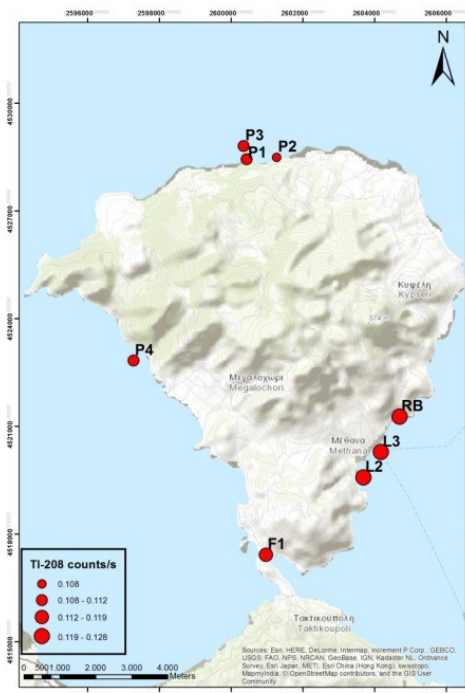 2596000 2598000 2600000 2602000 2604000 2606000
N
4530000
P3
P1 P2
4527000
Κυψέλη
Kypseli
4524000
574
P4
Μεγαλοχώρι
Megalochori
RB
4521000
Μέθανα
Methana
L3
L2
4518000
F1
Tl-208 counts/s
0.108
0.108 - 0.112
0.112 - 0.119
0.119 - 0.128
Τακτικούπολη
Taktikoupoli
4515000
0 500 1.000 2.000 3.000 4.000
Meters
Sources: Esri, HERE, DeLorme, Intermap, increment P Corp., GEBCO,
USGS, FAO, NPS, NRCAN, GeoBase, IGN, Kadaster NL, Ordnance
Survey, Esri Japan, METI, Esri China (Hong Kong), swisstopo,
MapmyIndia, © OpenStreetMap contributors, and the GIS User
Community